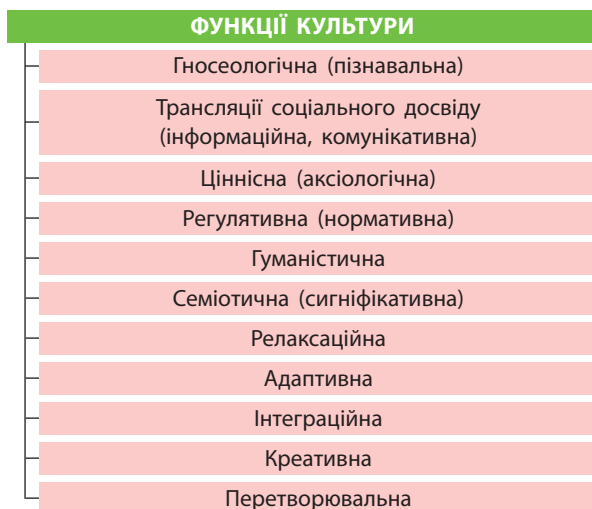 ФУНКЦІЇ КУЛЬТУРИ
Гносеологічна (пізнавальна)
Трансляції соціального досвіду
(інформаційна, комунікативна)
Ціннісна (аксіологічна)
Регулятивна (нормативна)
Гуманістична
Семіотична (сигніфікативна)
Релаксаційна
Адаптивна
Інтеграційна
Креативна
Перетворювальна